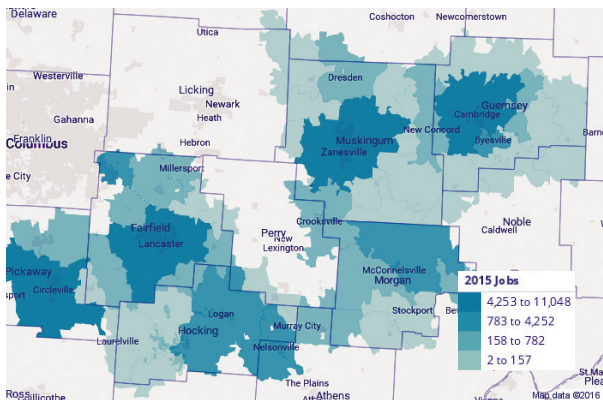 Delaware
Coshocton
Newcomerstown
Utica
Westerville
Dresden
Licking
Newark
Guernsey
Cambridge
Heath
Gahanna
New Concord
Byesville
Franklin
Columbus
Hebron
Muskingum
Zanesville
Millersport
Crooksville
Noble
Caldwell
Fairfield
Lancaster
Perry
New
Lexington
Pickaway
McConnelsville
Morgan
2015 Jobs
Circleville
4,253 to 11,048
Logan
Stockport
783 to 4,252
Murray City
Hocking
Laurelville
Nelsonville
158 to 782
2 to 157
The Plains
Ross
Athens
Map data ©2016